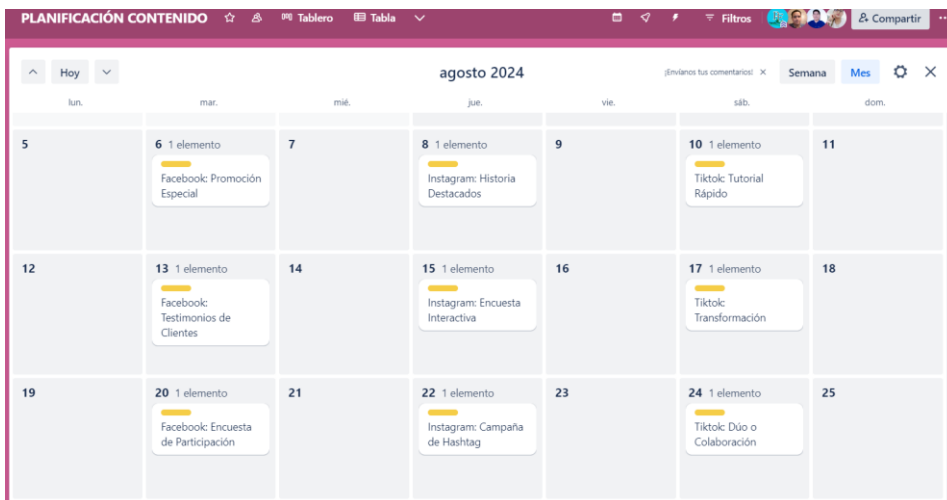 PLANIFICACIÓN CONTENIDO Tablero Tabla Filtros Compartir
Hoy agosto 2024 ¡Envíanos tus comentarios! Semana Mes
lun. mar. mié. jue. vie. sáb. dom.
5 6 1 elemento 7 8 1 elemento 9 10 1 elemento 11
Facebook: Promoción
Especial
Instagram: Historia
Destacados
Tiktok: Tutorial
Rápido
12 13 1 elemento 14 15 1 elemento 16 17 1 elemento 18
Facebook:
Testimonios de
Clientes
Instagram: Encuesta
Interactiva
Tiktok:
Transformación
19 20 1 elemento 21 22 1 elemento 23 24 1 elemento 25
Facebook: Encuesta
de Participación
Instagram: Campaña
de Hashtag
Tiktok: Dúo o
Colaboración